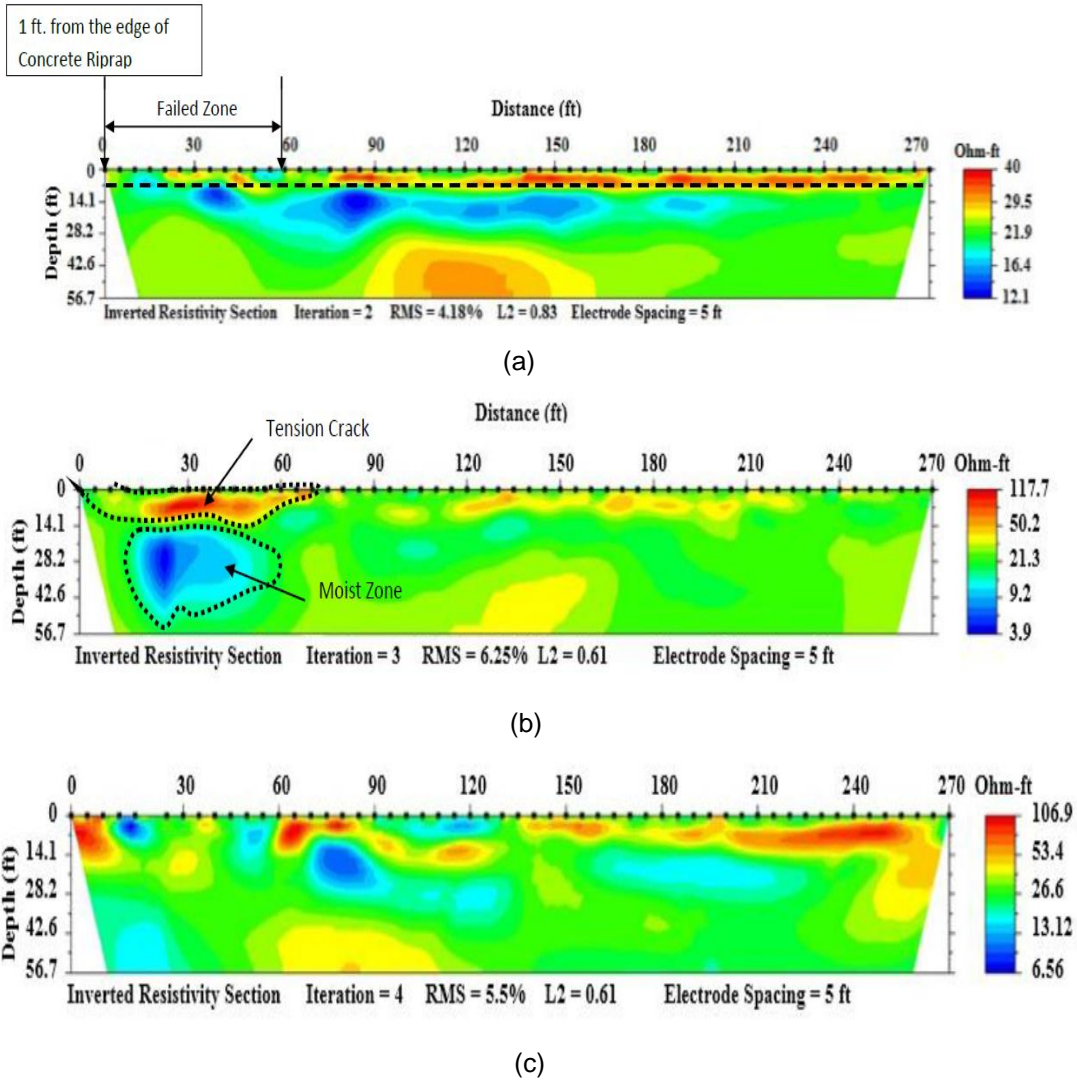 1 ft. from the edge of
Concrete Riprap
Failed Zone
Distance (ft)
0 30 60 90 120 150 180 210 240 270
Ohm-ft
Depth (ft)
0
14.1
28.2
42.6
56.7
40
29.5
21.9
16.4
12.1
Inverted Resistivity Section Iteration = 2 RMS = 4.18% L2 = 0.83 Electrode Spacing = 5 ft
(a)
Distance (ft)
Tension Crack
0 30 60 90 120 150 180 210 240 270 Ohm-ft
Depth (ft)
0
14.1
28.2
42.6
56.7
Moist Zone
117.7
50.2
21.3
9.2
3.9
Inverted Resistivity Section Iteration = 3 RMS = 6.25% L2 = 0.61 Electrode Spacing = 5 ft
(b)
0 30 60 90 120 150 180 210 240 270 Ohm-ft
Depth (ft)
0
14.1
28.2
42.6
56.7
106.9
53.4
26.6
13.12
6.56
Inverted Resistivity Section Iteration = 4 RMS = 5.5% L2 = 0.61 Electrode Spacing = 5 ft
(c)